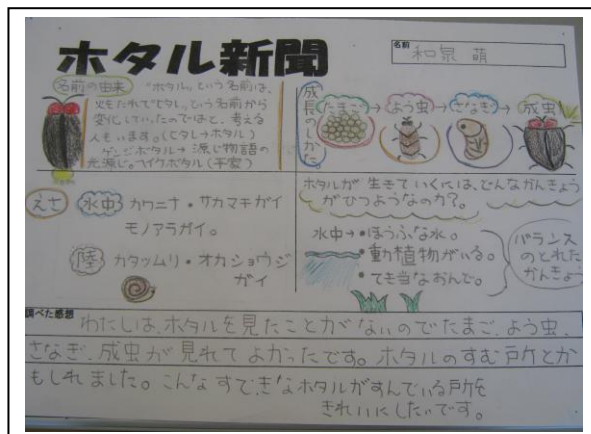 ホタル新聞
名前
和泉 萌
名前の由来
"ホタル"という名前は、
火をたれて"ヒタレ"という名前から
変化していったのではと、考える
人もいます。(ヒタレ→ホタル)
ゲンジボタル→源じ物語の
光源じ。ヘイケボタル(平家)
成長のしかた
たまご→よう虫→さなぎ→成虫
えさ
水中 カワニナ・サカマキガイ
モノアラガイ。
陸 カタツムリ・オカショウジ
ガイ
ホタルが生きていくには、どんなかんきょう
がひつようなのか?。
水中→・ほうふな水。
・動植物がいる。
・てき当なおんど。
バランス
のとれた
かんきょう
調べた感想
わたしは、ホタルを見たことがないのでたまご、よう虫、
さなぎ、成虫が見れてよかったです。ホタルのすむ所とか
もしれました。こんなすてきなホタルがすんでいる所を
きれいにしたいです。